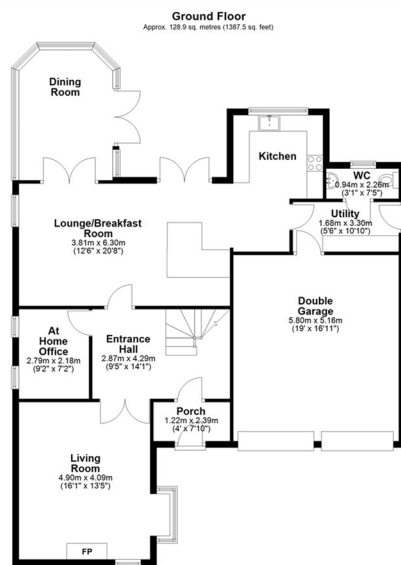 Ground Floor
Approx. 128.9 sq. metres (1387.5 sq. feet)
Dining
Room
Kitchen
WC
0.94m x 2.26m
(3'1" x 7'5")
Utility
1.68m x 3.30m
(5'6" x 10'10")
Lounge/Breakfast
Room
3.81m x 6.30m
(12'6" x 20'8")
Double
Garage
5.80m x 5.16m
(19' x 16'11")
At
Home
Office
2.79m x 2.18m
(9'2" x 7'2")
Entrance
Hall
2.87m x 4.29m
(9'5" x 14'1")
Porch
1.22m x 2.39m
(4' x 7'10")
Living
Room
4.90m x 4.09m
(16'1" x 13'5")
FP